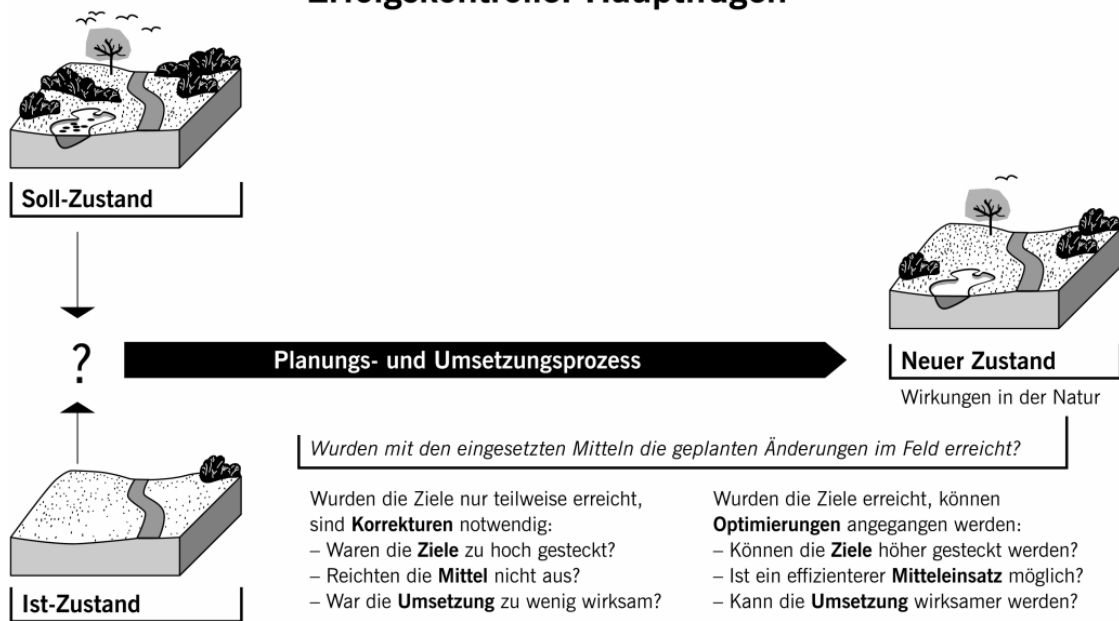 Erfolgskontrolle: Hauptfragen
Soll-Zustand
?
Planungs- und Umsetzungsprozess
Neuer Zustand
Wirkungen in der Natur
Wurden mit den eingesetzten Mitteln die geplanten Änderungen im Feld erreicht?
Wurden die Ziele nur teilweise erreicht,
sind Korrekturen notwendig:
– Waren die Ziele zu hoch gesteckt?
– Reichten die Mittel nicht aus?
– War die Umsetzung zu wenig wirksam?
Wurden die Ziele erreicht, können
Optimierungen angegangen werden:
– Können die Ziele höher gesteckt werden?
– Ist ein effizienterer Mitteleinsatz möglich?
– Kann die Umsetzung wirksamer werden?
Ist-Zustand